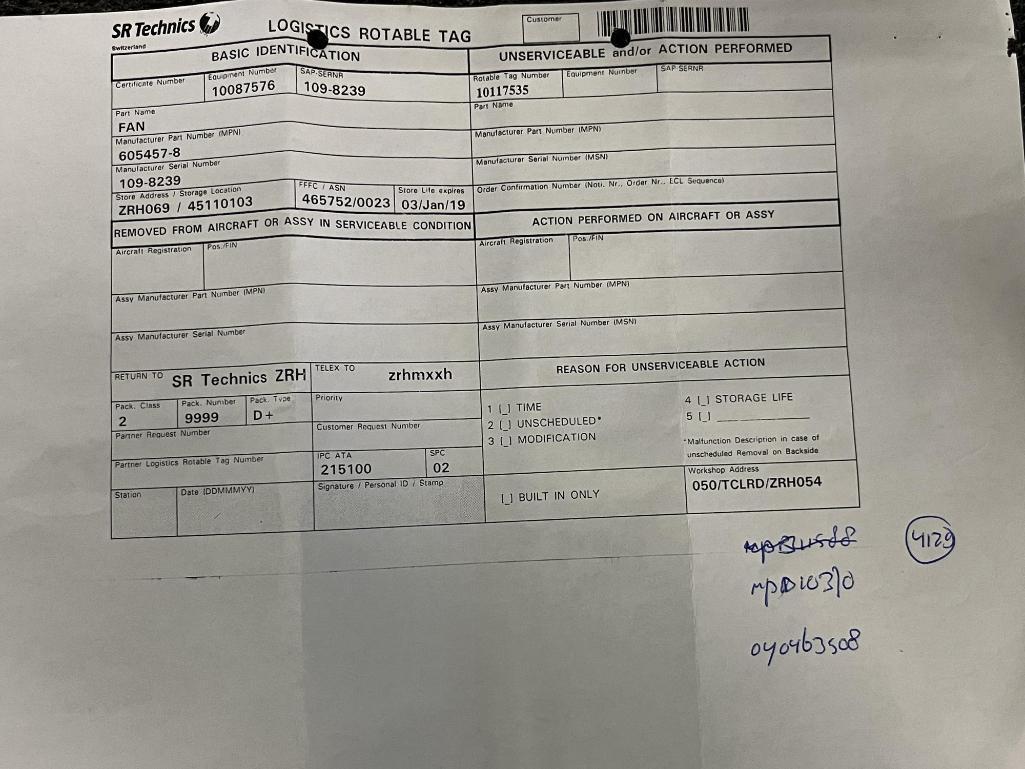 SR Technics
Switzerland
LOGISTICS ROTABLE TAG
Customer
BASIC IDENTIFICATION
UNSERVICEABLE and/or ACTION PERFORMED
Certificate Number
Equipment Number
10087576
SAP-SERNR
109-8239
Rotable Tag Number
10117535
Equipment Number
SAP-SERNR
Part Name
FAN
Part Name
Manufacturer Part Number (MPN)
605457-8
Manufacturer Part Number (MPN)
Manufacturer Serial Number
109-8239
Manufacturer Serial Number (MSN)
Store Address / Storage Location
ZRH069 / 45110103
FFFC / ASN
465752/0023
Store Life expires
03/Jan/19
Order Confirmation Number (Noti. Nr., Order Nr., LCL Sequence)
REMOVED FROM AIRCRAFT OR ASSY IN SERVICEABLE CONDITION
ACTION PERFORMED ON AIRCRAFT OR ASSY
Aircraft Registration
Pos./FIN
Aircraft Registration
Pos./FIN
Assy Manufacturer Part Number (MPN)
Assy Manufacturer Part Number (MPN)
Assy Manufacturer Serial Number
Assy Manufacturer Serial Number (MSN)
RETURN TO SR Technics ZRH
TELEX TO zrhmxxh
REASON FOR UNSERVICEABLE ACTION
Pack. Class
2
Pack. Number
9999
Pack. Type
D+
Priority
1 [_] TIME
2 [_] UNSCHEDULED*
3 [_] MODIFICATION
4 [_] STORAGE LIFE
5 [_]
Partner Request Number
Customer Request Number
*Malfunction Description in case of
unscheduled Removal on Backside
Partner Logistics Rotable Tag Number
IPC ATA
215100
SPC
02
Workshop Address
050/TCLRD/ZRH054
Station
Date (DDMMMYY)
Signature / Personal ID / Stamp
[_] BUILT IN ONLY
4129
040463508